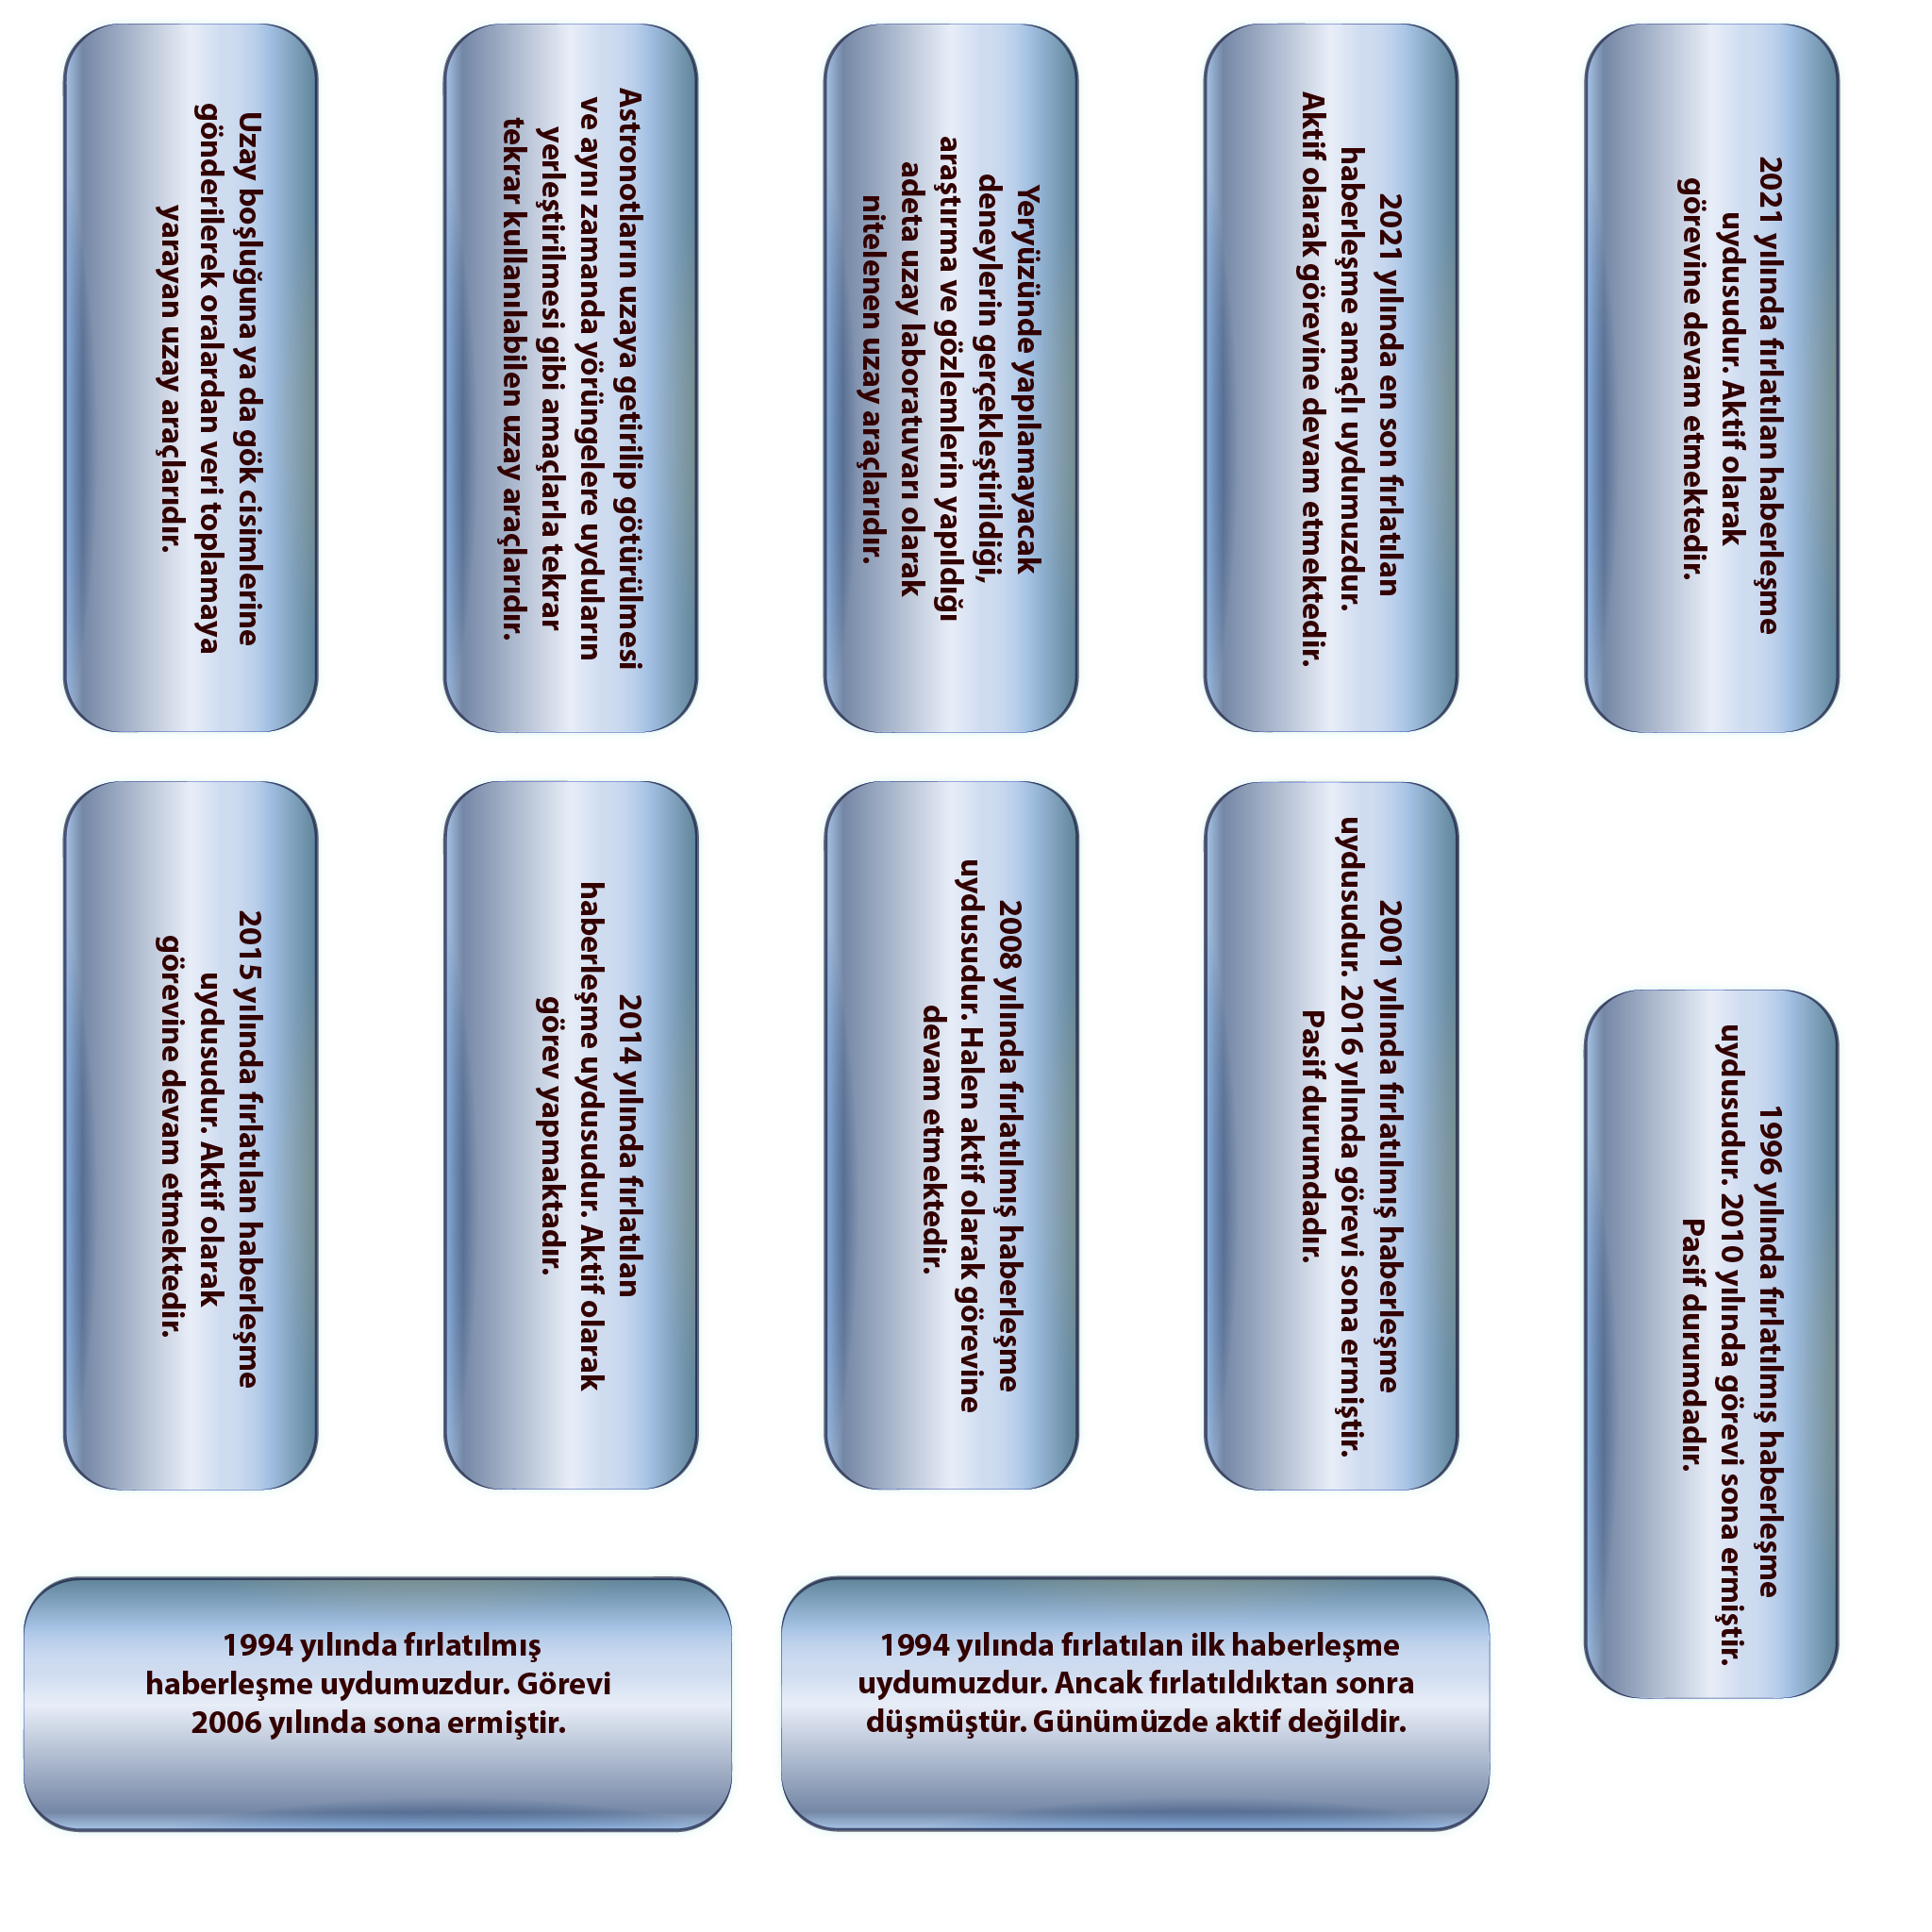 Uzay boşluğuna ya da gök cisimlerine
gönderilerek oralardan veri toplamaya
yarayan uzay araçlarıdır.
Astronotların uzaya getirilip götürülmesi
ve aynı zamanda yörüngelere uyduların
yerleştirilmesi gibi amaçlarla tekrar
tekrar kullanılabilen uzay araçlarıdır.
Yeryüzünde yapılamayacak
deneylerin gerçekleştirildiği,
araştırma ve gözlemlerin yapıldığı
adeta uzay laboratuvarı olarak
nitelenen uzay araçlarıdır.
2021 yılında en son fırlatılan
haberleşme amaçlı uydumuzdur.
Aktif olarak görevine devam etmektedir.
2021 yılında fırlatılan haberleşme
uydusudur. Aktif olarak
görevine devam etmektedir.
2015 yılında fırlatılan haberleşme
uydusudur. Aktif olarak
görevine devam etmektedir.
2014 yılında fırlatılan
haberleşme uydusudur. Aktif olarak
görev yapmaktadır.
2008 yılında fırlatılmış haberleşme
uydusudur. Halen aktif olarak görevine
devam etmektedir.
2001 yılında fırlatılmış haberleşme
uydusudur. 2016 yılında görevi sona ermiştir.
Pasif durumdadır.
1996 yılında fırlatılmış haberleşme
uydusudur. 2010 yılında görevi sona ermiştir.
Pasif durumdadır.
1994 yılında fırlatılmış
haberleşme uydumuzdur. Görevi
2006 yılında sona ermiştir.
1994 yılında fırlatılan ilk haberleşme
uydumuzdur. Ancak fırlatıldıktan sonra
düşmüştür. Günümüzde aktif değildir.